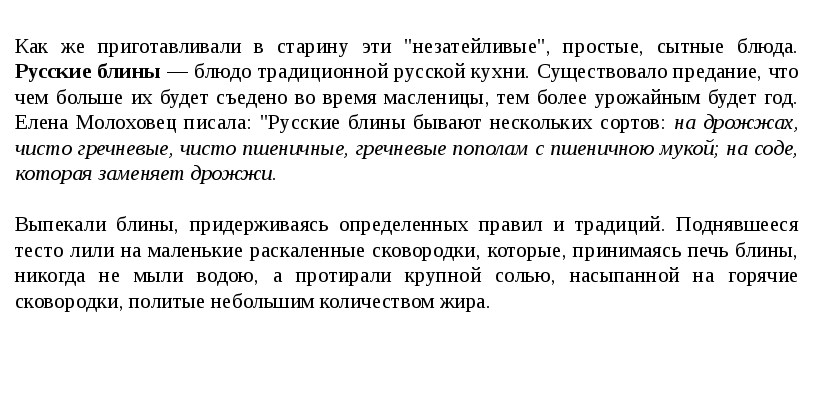 Как же приготавливали в старину эти "незатейливые", простые, сытные блюда.
Русские блины — блюдо традиционной русской кухни. Существовало предание, что
чем больше их будет съедено во время масленицы, тем более урожайным будет год.
Елена Молоховец писала: "Русские блины бывают нескольких сортов: на дрожжах,
чисто гречневые, чисто пшеничные, гречневые пополам с пшеничною мукой; на соде,
которая заменяет дрожжи.
Выпекали блины, придерживаясь определенных правил и традиций. Поднявшееся
тесто лили на маленькие раскаленные сковородки, которые, принимаясь печь блины,
никогда не мыли водою, а протирали крупной солью, насыпанной на горячие
сковородки, политые небольшим количеством жира.